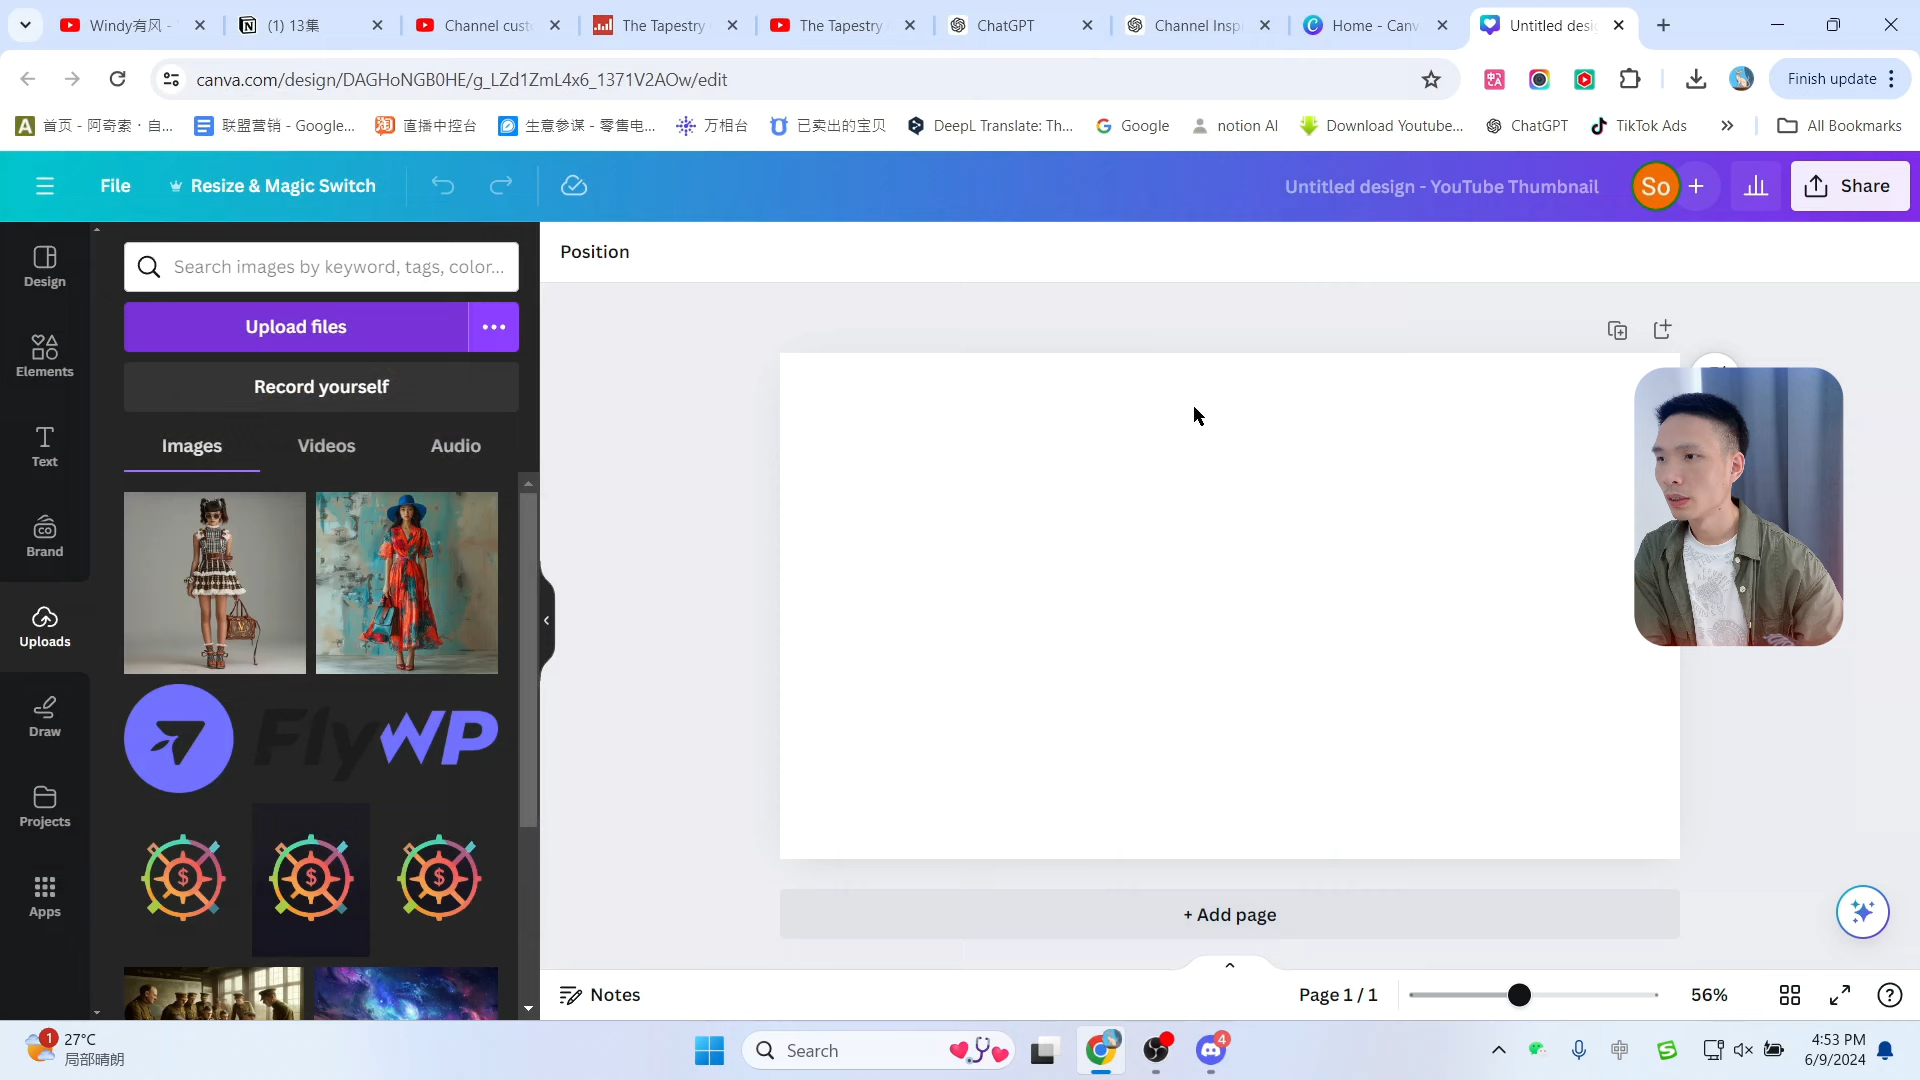 Windy有风 -
(1) 13集
Channel cust
The Tapestry
The Tapestry
ChatGPT
Channel Insp
Home - Canv
Untitled desi
canva.com/design/DAGHoNGB0HE/g_LZd1ZmL4x6_1371V2AOw/edit
Finish update
首页 - 阿奇索 · 自...
联盟营销 - Google...
直播中控台
生意参谋 - 零售电...
万相台
已卖出的宝贝
DeepL Translate: Th...
Google
notion AI
Download Youtube...
ChatGPT
TikTok Ads
All Bookmarks
File
Resize & Magic Switch
Untitled design - YouTube Thumbnail
So
Share
Design
Elements
Text
Brand
Uploads
Draw
Projects
Apps
Search images by keyword, tags, color...
Upload files
Record yourself
Images
Videos
Audio
FlyWP
Position
+ Add page
Notes
Page 1 / 1
56%
1
27°C
局部晴朗
Search
4
中
4:53 PM
6/9/2024